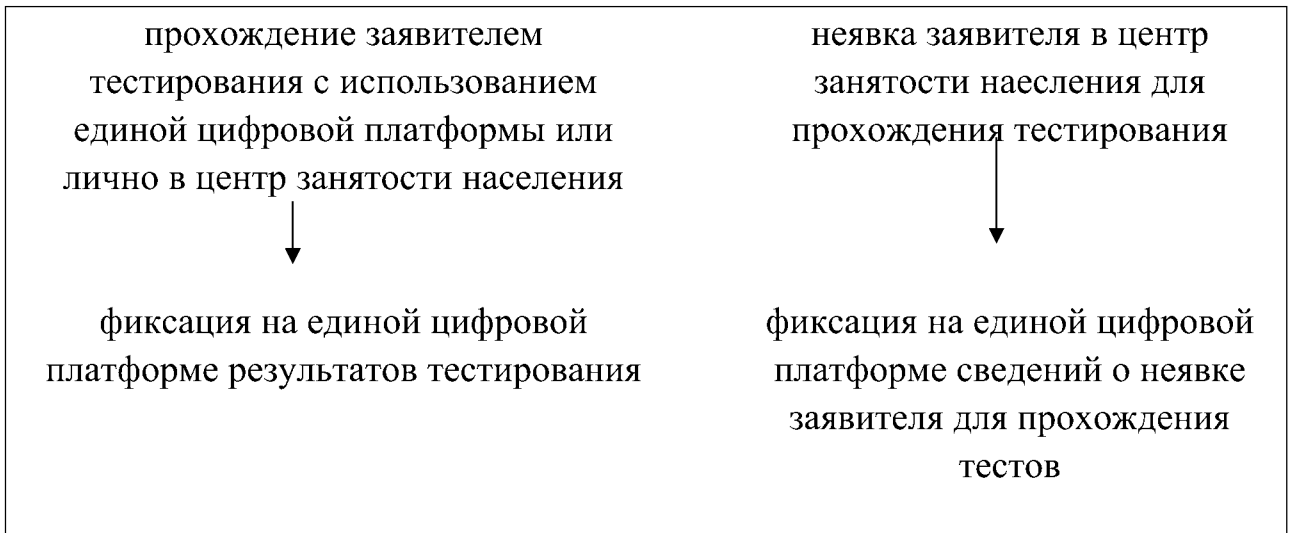 прохождение заявителем
тестирования с использованием
единой цифровой платформы или
лично в центр занятости населения
фиксация на единой цифровой
платформе результатов тестирования
неявка заявителя в центр
занятости наесления для
прохождения тестирования
фиксация на единой цифровой
платформе сведений о неявке
заявителя для прохождения
тестов